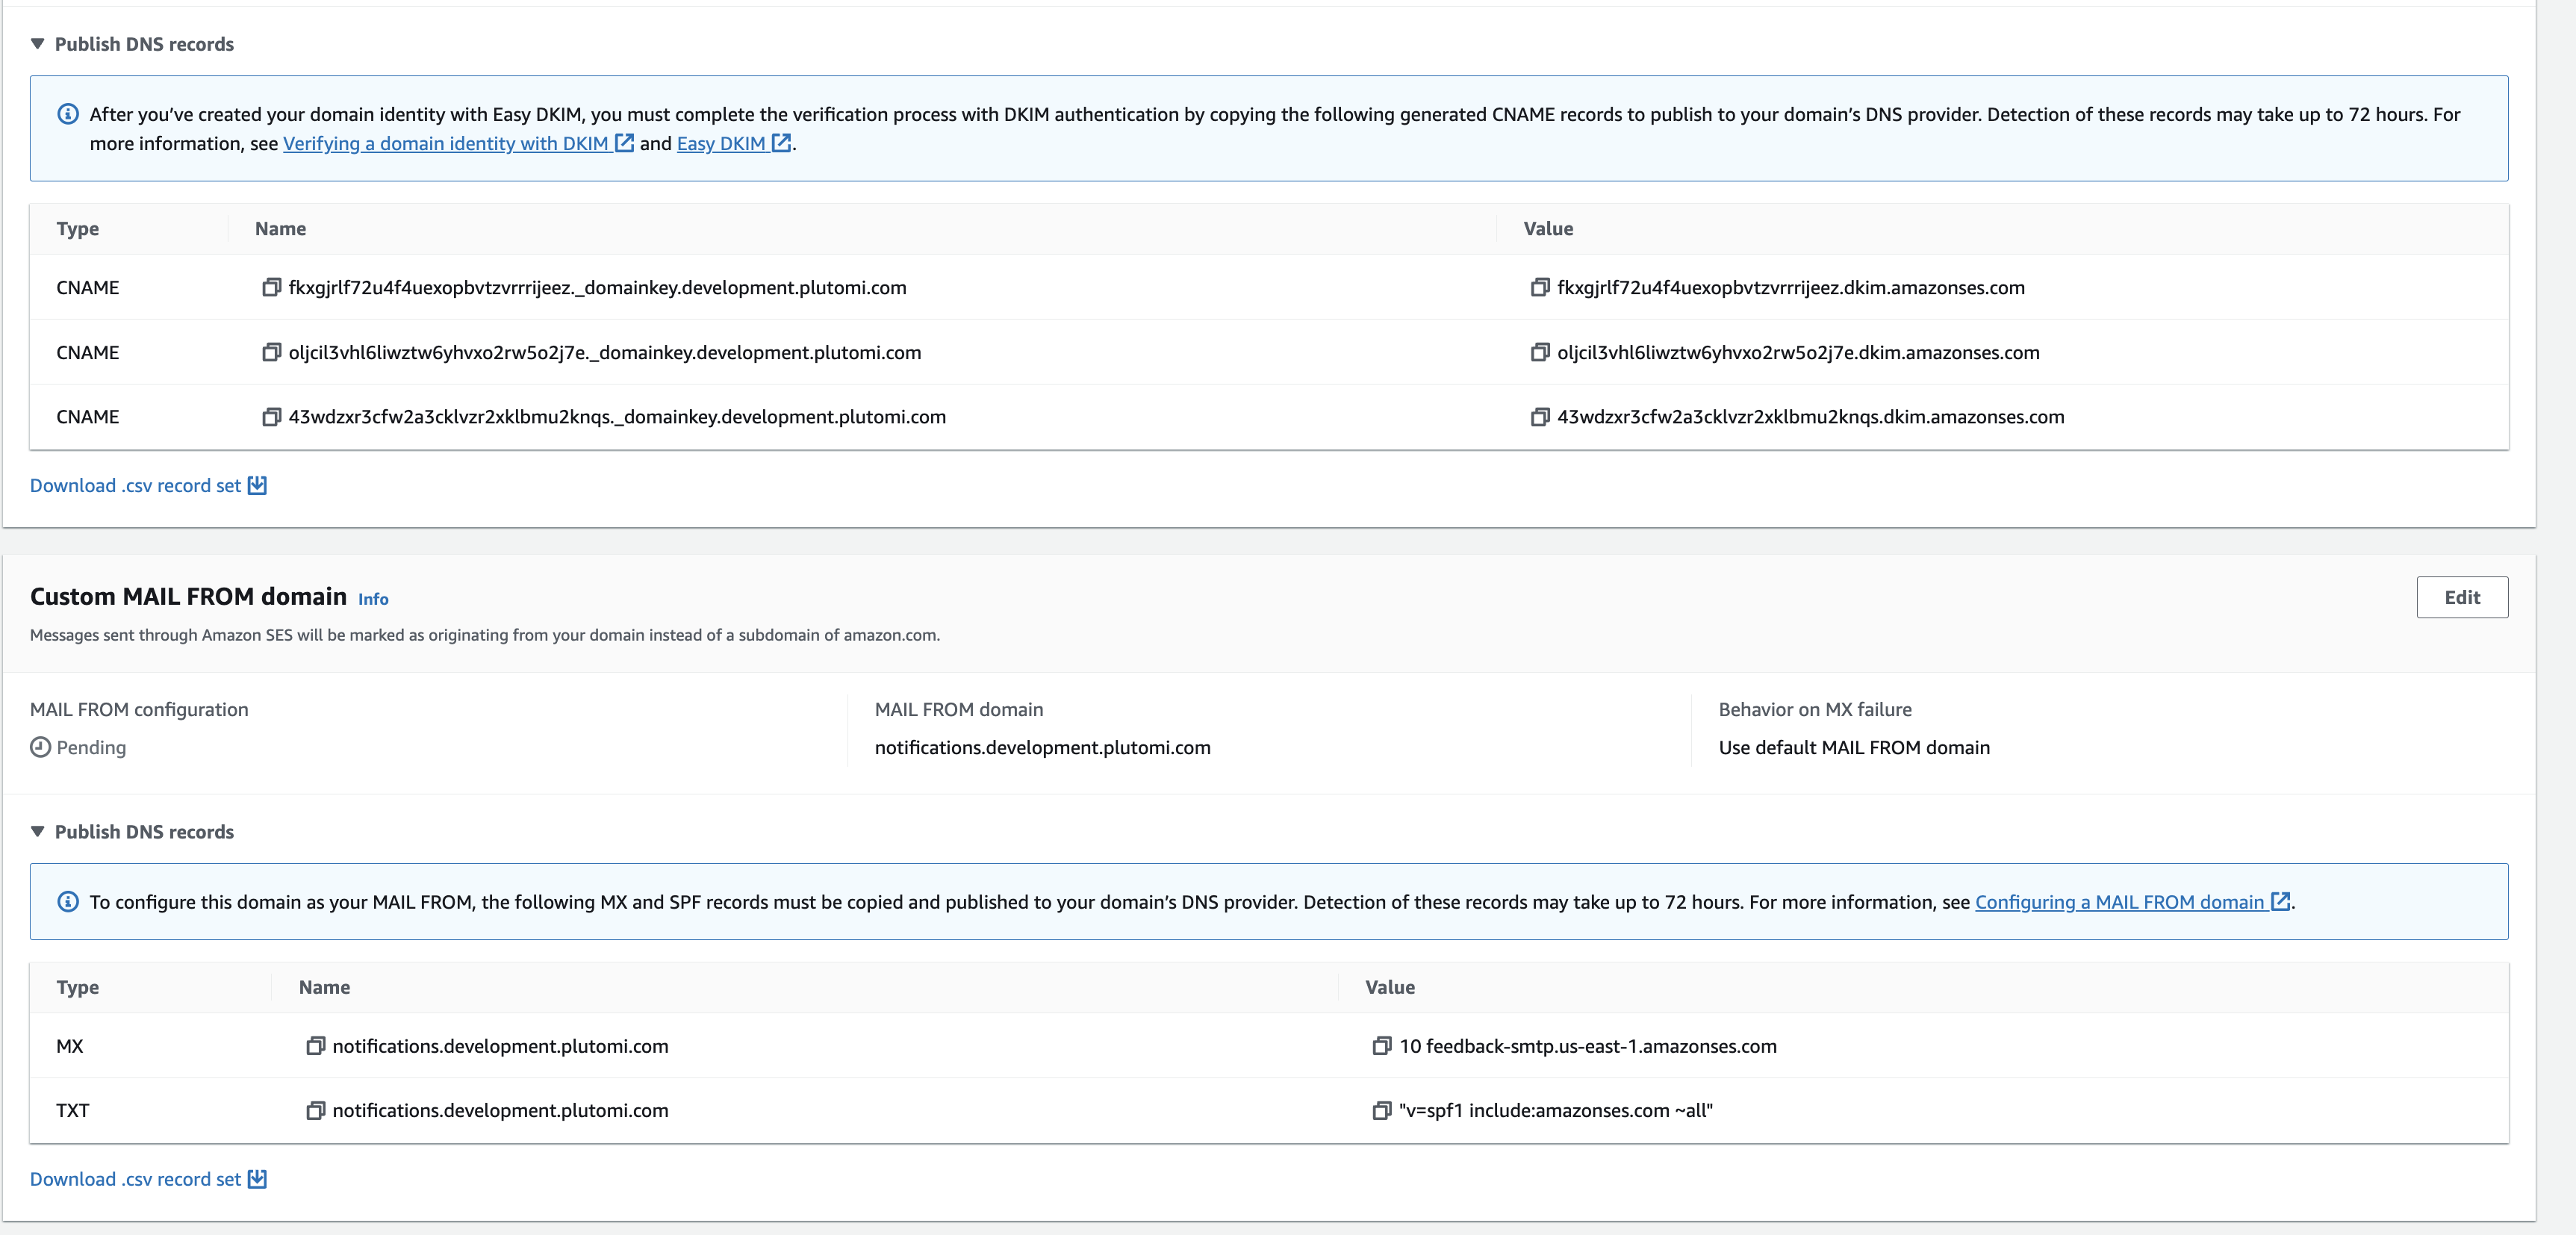 Publish DNS records
After you’ve created your domain identity with Easy DKIM, you must complete the verification process with DKIM authentication by copying the following generated CNAME records to publish to your domain’s DNS provider. Detection of these records may take up to 72 hours. For
more information, see Verifying a domain identity with DKIM and Easy DKIM.
Type Name Value
CNAME fkxgjrlf72u4f4uexopbvtzvrrrijeez._domainkey.development.plutomi.com fkxgjrlf72u4f4uexopbvtzvrrrijeez.dkim.amazonses.com
CNAME oljcil3vhl6liwztw6yhvxo2rw5o2j7e._domainkey.development.plutomi.com oljcil3vhl6liwztw6yhvxo2rw5o2j7e.dkim.amazonses.com
CNAME 43wdzxr3cfw2a3cklvzr2xklbmu2knqs._domainkey.development.plutomi.com 43wdzxr3cfw2a3cklvzr2xklbmu2knqs.dkim.amazonses.com
Download .csv record set
Custom MAIL FROM domain Info Edit
Messages sent through Amazon SES will be marked as originating from your domain instead of a subdomain of amazon.com.
MAIL FROM configuration MAIL FROM domain Behavior on MX failure
Pending notifications.development.plutomi.com Use default MAIL FROM domain
Publish DNS records
To configure this domain as your MAIL FROM, the following MX and SPF records must be copied and published to your domain’s DNS provider. Detection of these records may take up to 72 hours. For more information, see Configuring a MAIL FROM domain.
Type Name Value
MX notifications.development.plutomi.com 10 feedback-smtp.us-east-1.amazonses.com
TXT notifications.development.plutomi.com "v=spf1 include:amazonses.com ~all"
Download .csv record set